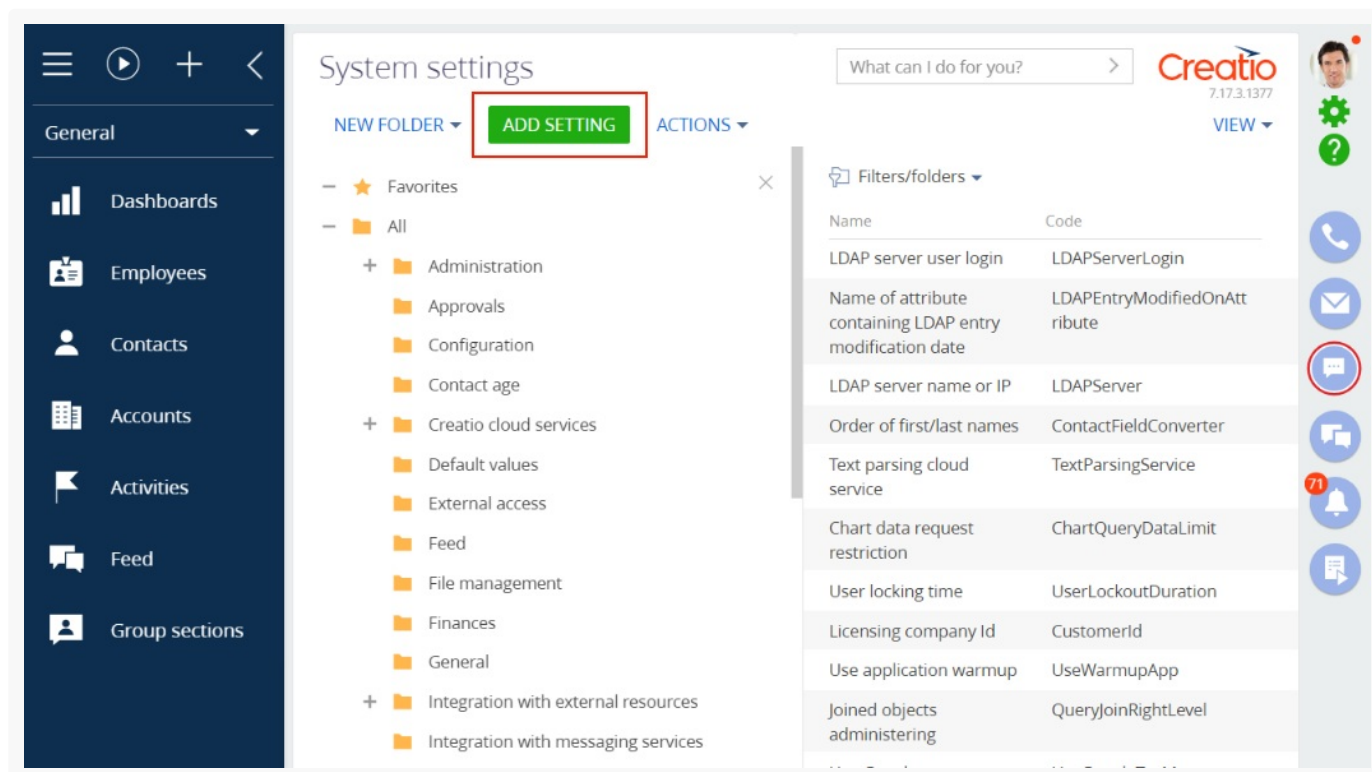 General
Dashboards
Employees
Contacts
Accounts
Activities
Feed
Group sections
System settings
What can I do for you?
Creatio
7.17.3.1377
NEW FOLDER
ADD SETTING
ACTIONS
VIEW
Favorites
All
Administration
Approvals
Configuration
Contact age
Creatio cloud services
Default values
External access
Feed
File management
Finances
General
Integration with external resources
Integration with messaging services
Filters/folders
Name Code
LDAP server user login LDAPServerLogin
Name of attribute LDAPEntryModifiedOnAtt
containing LDAP entry ribute
modification date
LDAP server name or IP LDAPServer
Order of first/last names ContactFieldConverter
Text parsing cloud TextParsingService
service
Chart data request ChartQueryDataLimit
restriction
User locking time UserLockoutDuration
Licensing company Id CustomerId
Use application warmup UseWarmupApp
Joined objects QueryJoinRightLevel
administering
71